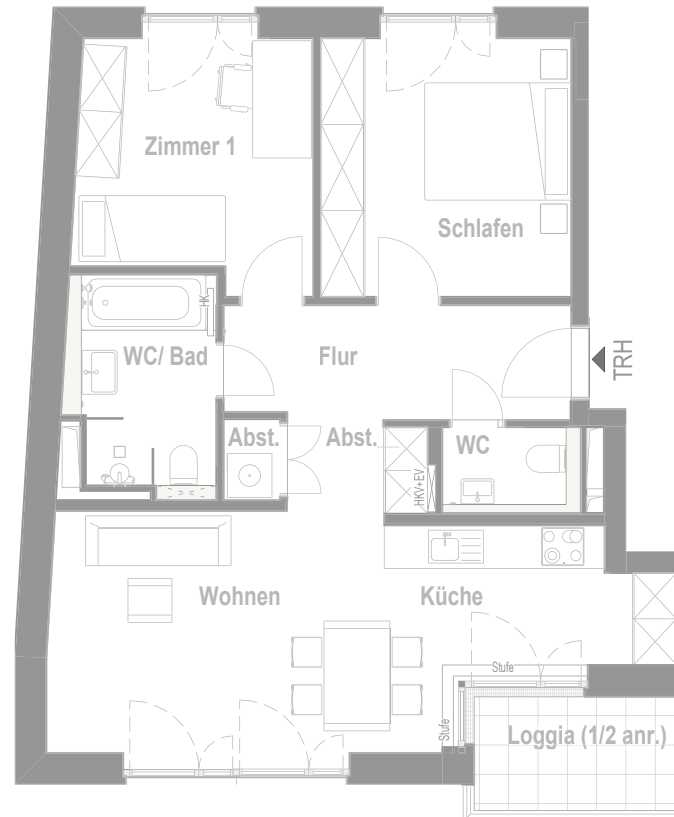 Zimmer 1
Schlafen
HK
WC/ Bad
Flur
TRH
Abst.
Abst.
WC
HKV+EV
Wohnen
Küche
Stufe
Stufe
Loggia (1/2 anr.)